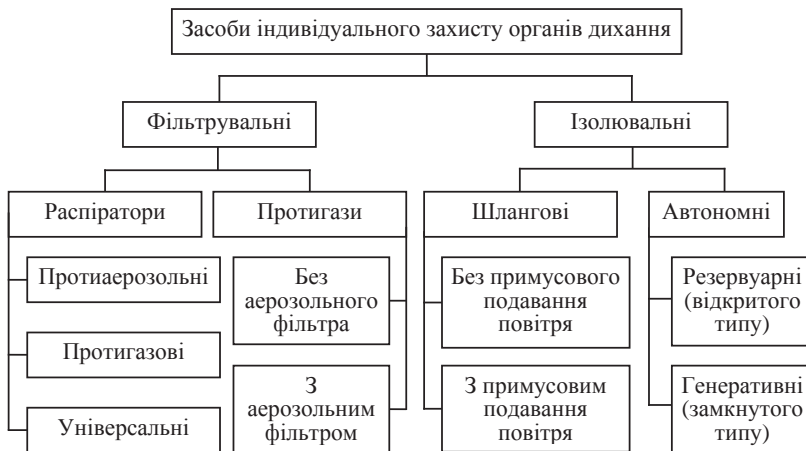 Засоби індивідуального захисту органів дихання
Фільтрувальні
Ізолювальні
Распіратори
Протигази
Шлангові
Автономні
Протиаерозольні
Протигазові
Універсальні
Без
аерозольного
фільтра
З
аерозольним
фільтром
Без примусового
подавання
повітря
З примусовим
подавання
повітря
Резервуарні
(відкритого
типу)
Генеративні
(замкнутого
типу)